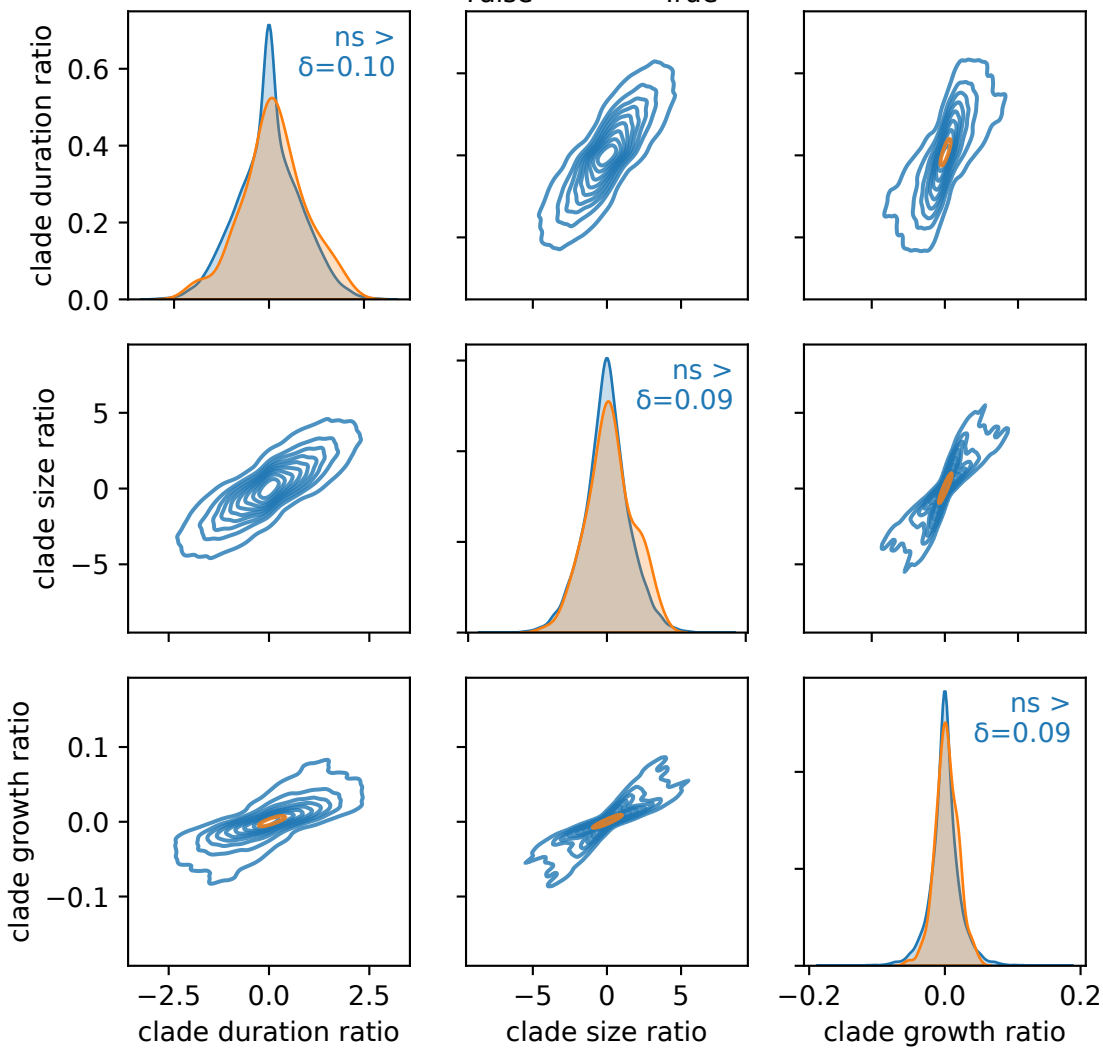 clade duration ratio
0.6
0.4
0.2
0.0
ns >
δ=0.10
clade size ratio
5
0
−5
ns >
δ=0.09
clade growth ratio
0.1
0.0
−0.1
ns >
δ=0.09
−2.5 0.0 2.5
−5 0 5
−0.2 0.0 0.2
clade duration ratio
clade size ratio
clade growth ratio